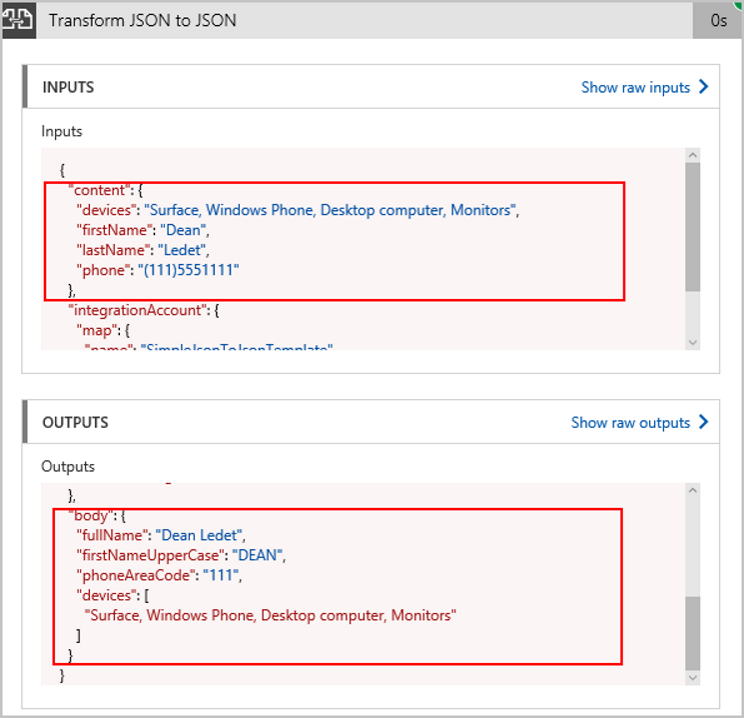 Transform JSON to JSON 0s
INPUTS Show raw inputs
Inputs
{
"content": {
"devices": "Surface, Windows Phone, Desktop computer, Monitors",
"firstName": "Dean",
"lastName": "Ledet",
"phone": "(111)5551111"
},
"integrationAccount": {
"map": {
"name": "SimpleJsonToJsonTemplate"
OUTPUTS Show raw outputs
Outputs
},
"body": {
"fullName": "Dean Ledet",
"firstNameUpperCase": "DEAN",
"phoneAreaCode": "111",
"devices": [
"Surface, Windows Phone, Desktop computer, Monitors"
]
}
}